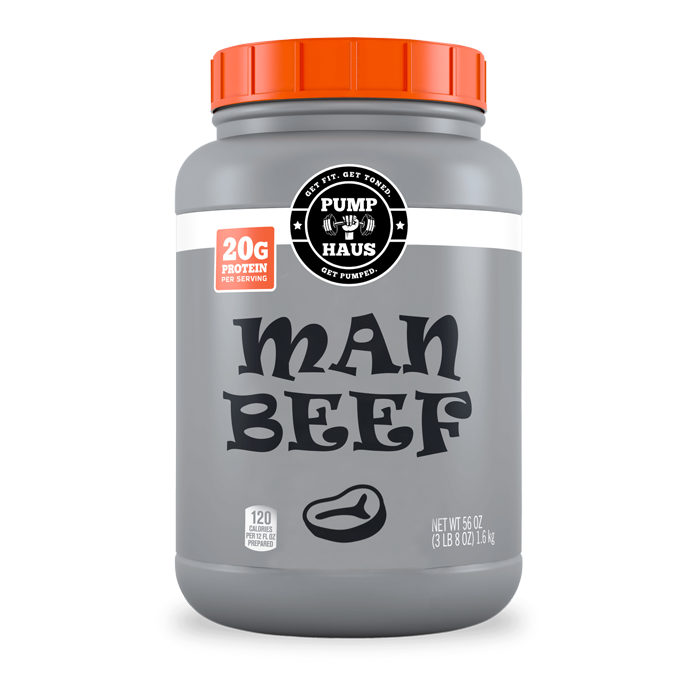 GET FIT. GET TONED.
PUMP
HAUS
GET PUMPED.
20G
PROTEIN
PER SERVING
MAN
BEEF
120
CALORIES
PER 12 FL OZ
PREPARED
NET WT 56 OZ
(3 LB 8 OZ) 1.6 kg